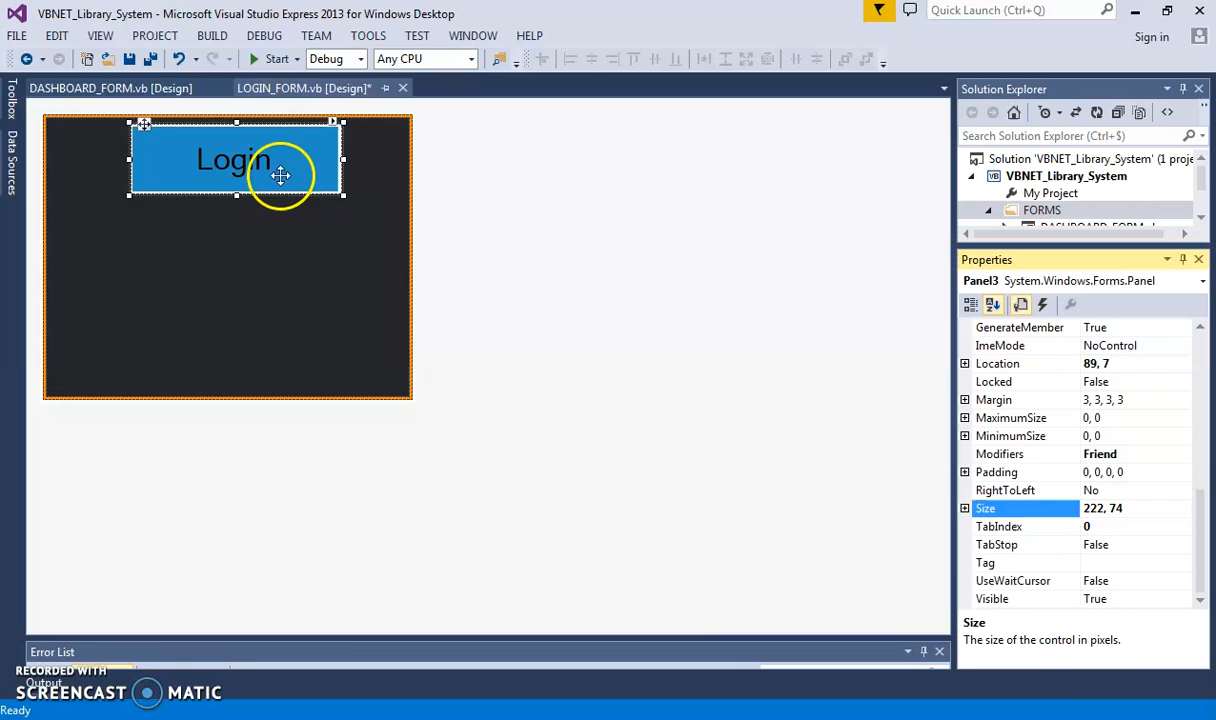 VBNET_Library_System - Microsoft Visual Studio Express 2013 for Windows Desktop
Quick Launch (Ctrl+Q)
FILE EDIT VIEW PROJECT BUILD DEBUG TEAM TOOLS TEST WINDOW HELP
Sign in
Start Debug Any CPU
Toolbox
Data Sources
DASHBOARD_FORM.vb [Design] LOGIN_FORM.vb [Design]*
Login
Solution Explorer
Search Solution Explorer (Ctrl+$)
Solution 'VBNET_Library_System' (1 proje
VBNET_Library_System
My Project
FORMS
Properties
Panel3 System.Windows.Forms.Panel
GenerateMember True
ImeMode NoControl
Location 89, 7
Locked False
Margin 3, 3, 3, 3
MaximumSize 0, 0
MinimumSize 0, 0
Modifiers Friend
Padding 0, 0, 0, 0
RightToLeft No
Size 222, 74
TabIndex 0
TabStop False
Tag
UseWaitCursor False
Visible True
Size
The size of the control in pixels.
Error List
Output
RECORDED WITH
SCREENCAST MATIC
Ready